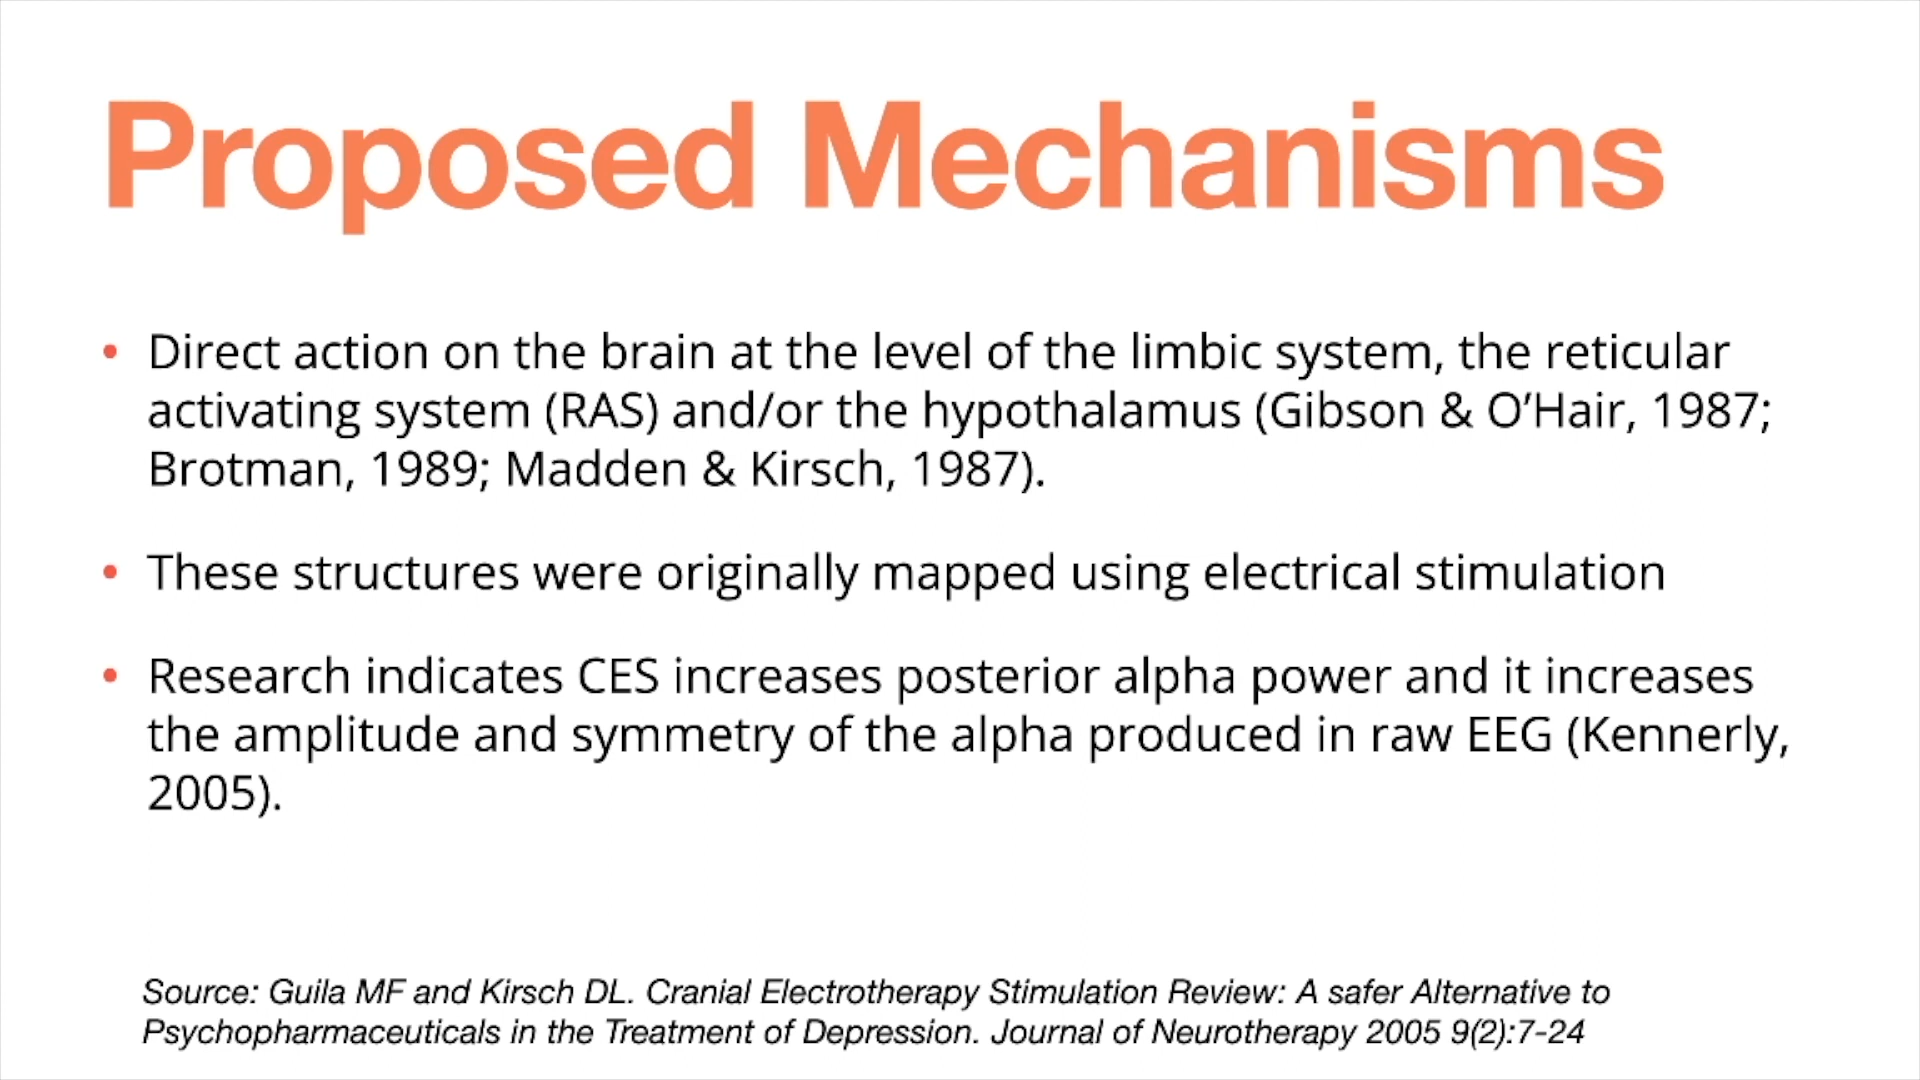 Proposed Mechanisms
• Direct action on the brain at the level of the limbic system, the reticular
activating system (RAS) and/or the hypothalamus (Gibson & O’Hair, 1987;
Brotman, 1989; Madden & Kirsch, 1987).
• These structures were originally mapped using electrical stimulation
• Research indicates CES increases posterior alpha power and it increases
the amplitude and symmetry of the alpha produced in raw EEG (Kennerly,
2005).
Source: Guila MF and Kirsch DL. Cranial Electrotherapy Stimulation Review: A safer Alternative to
Psychopharmaceuticals in the Treatment of Depression. Journal of Neurotherapy 2005 9(2):7-24